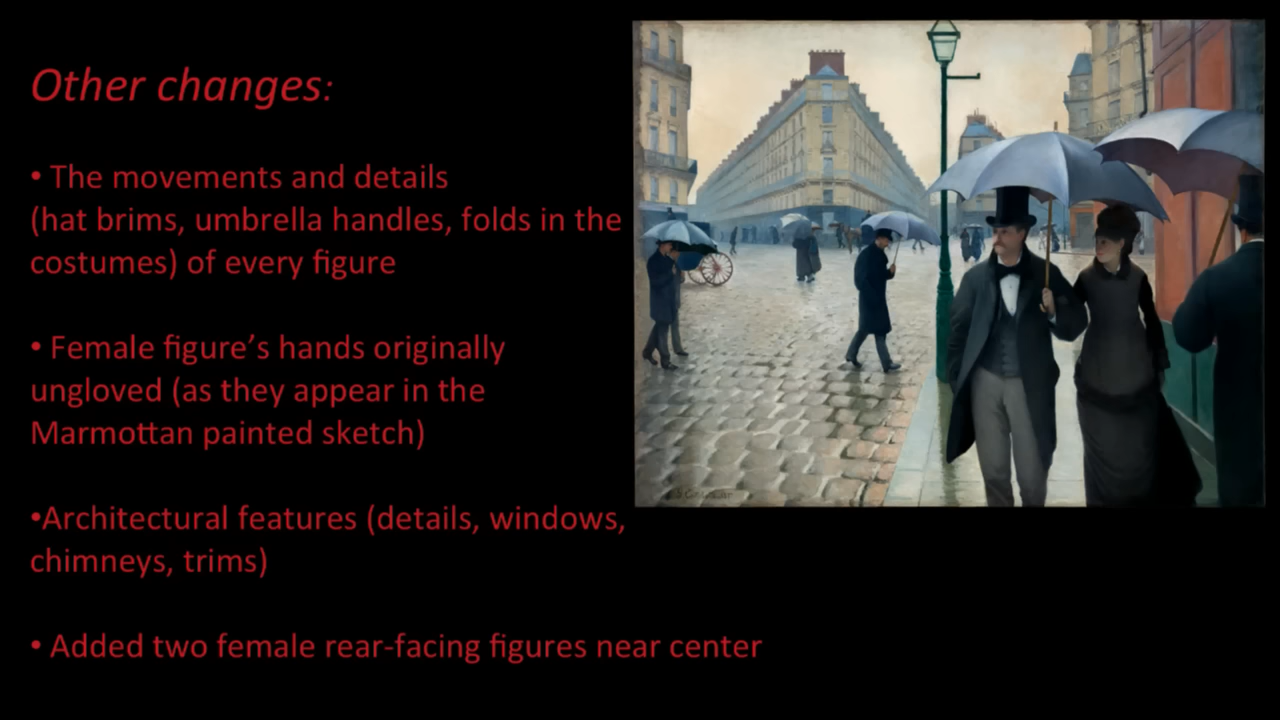 Other changes:
• The movements and details
(hat brims, umbrella handles, folds in the
costumes) of every figure
• Female figure’s hands originally
ungloved (as they appear in the
Marmottan painted sketch)
•Architectural features (details, windows,
chimneys, trims)
• Added two female rear-facing figures near center